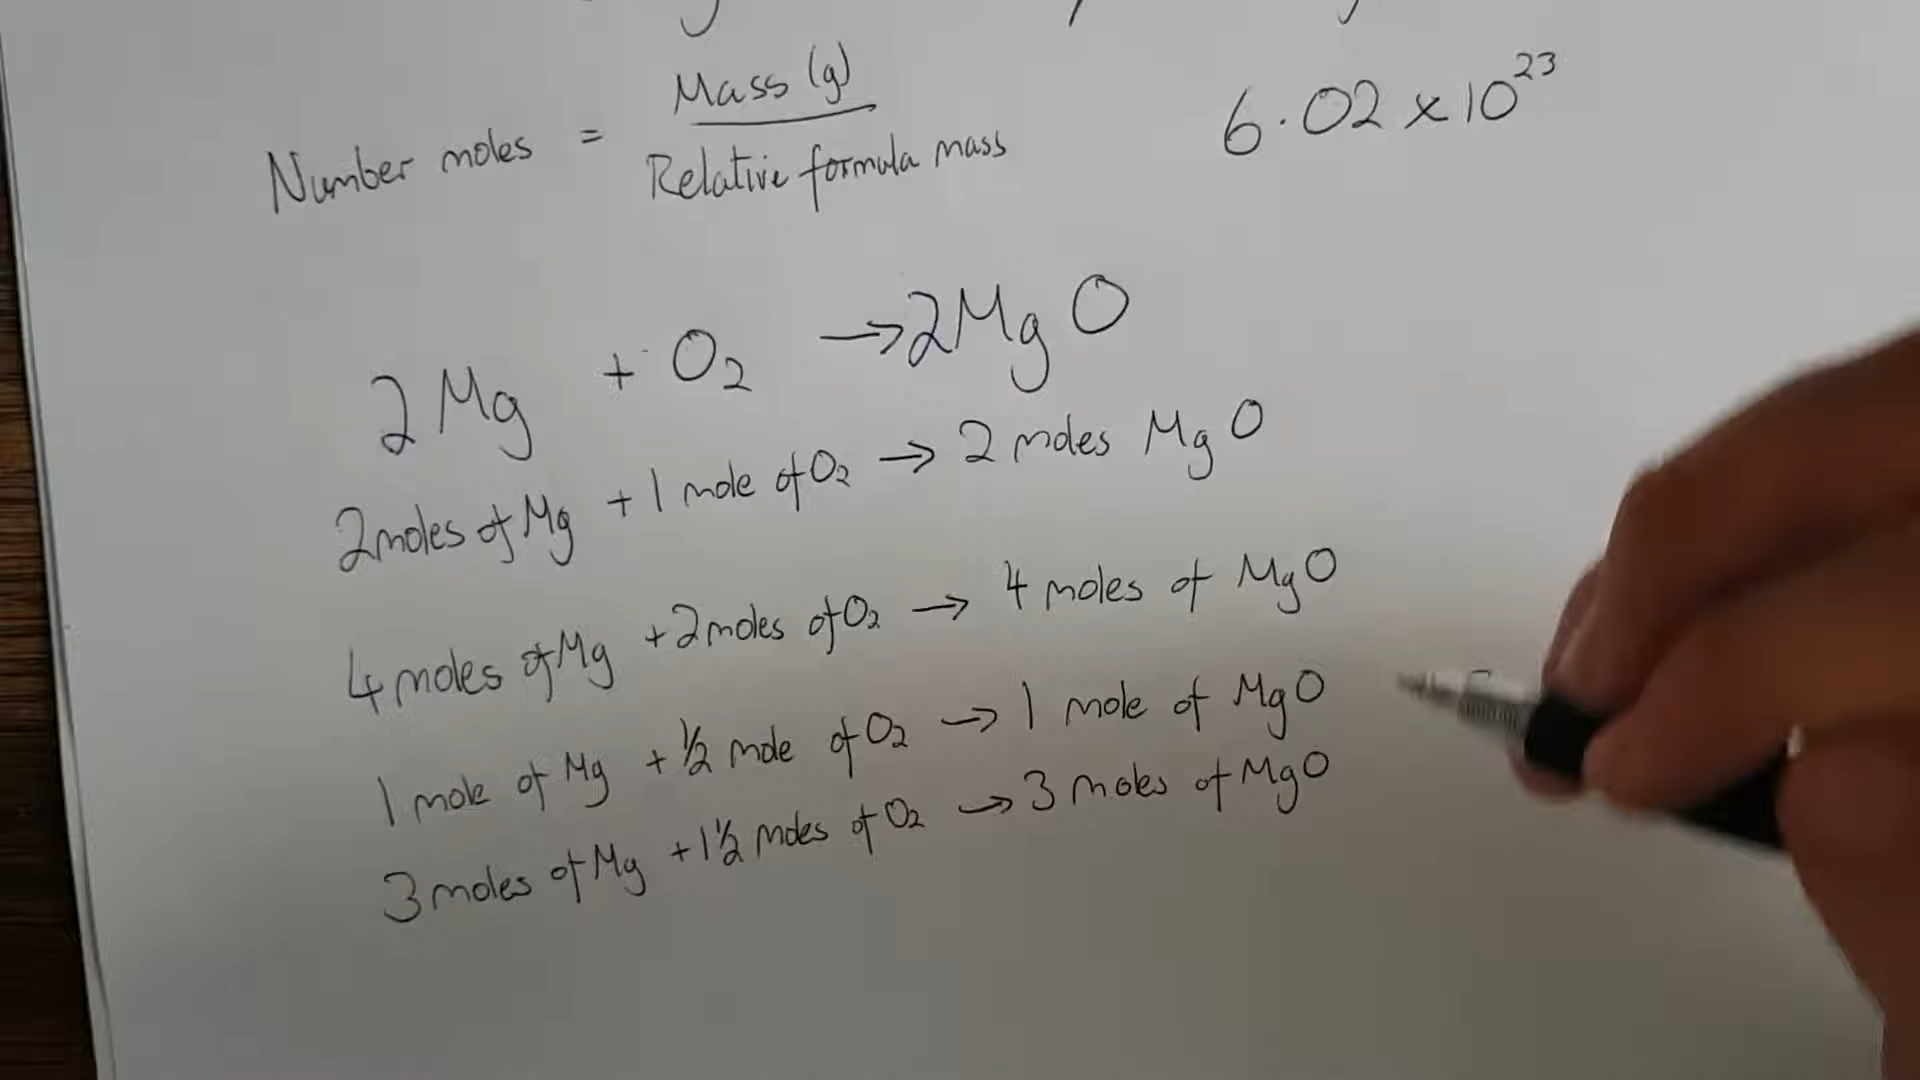 Mass (g)
Number moles = Relative formula mass
6.02 x 10²³
2Mg + O₂ → 2MgO
2 moles of Mg + 1 mole of O₂ → 2 moles MgO
4 moles of Mg + 2 moles of O₂ → 4 moles of MgO
1 mole of Mg + ½ mole of O₂ → 1 mole of MgO
3 moles of Mg + 1½ moles of O₂ → 3 moles of MgO